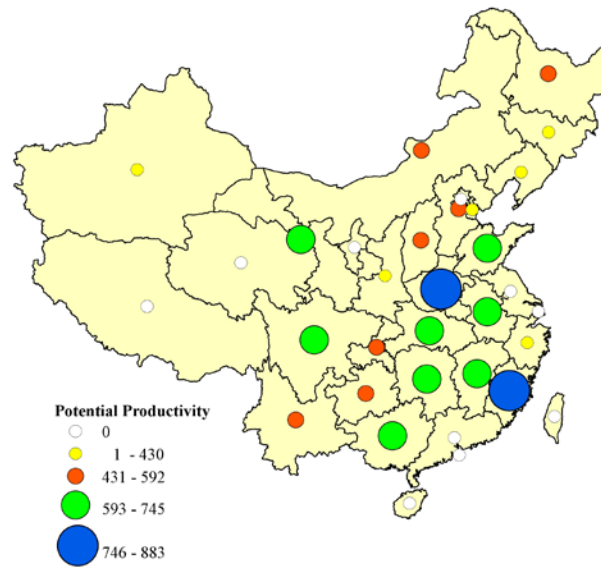 Potential Productivity
0
1 - 430
431 - 592
593 - 745
746 - 883